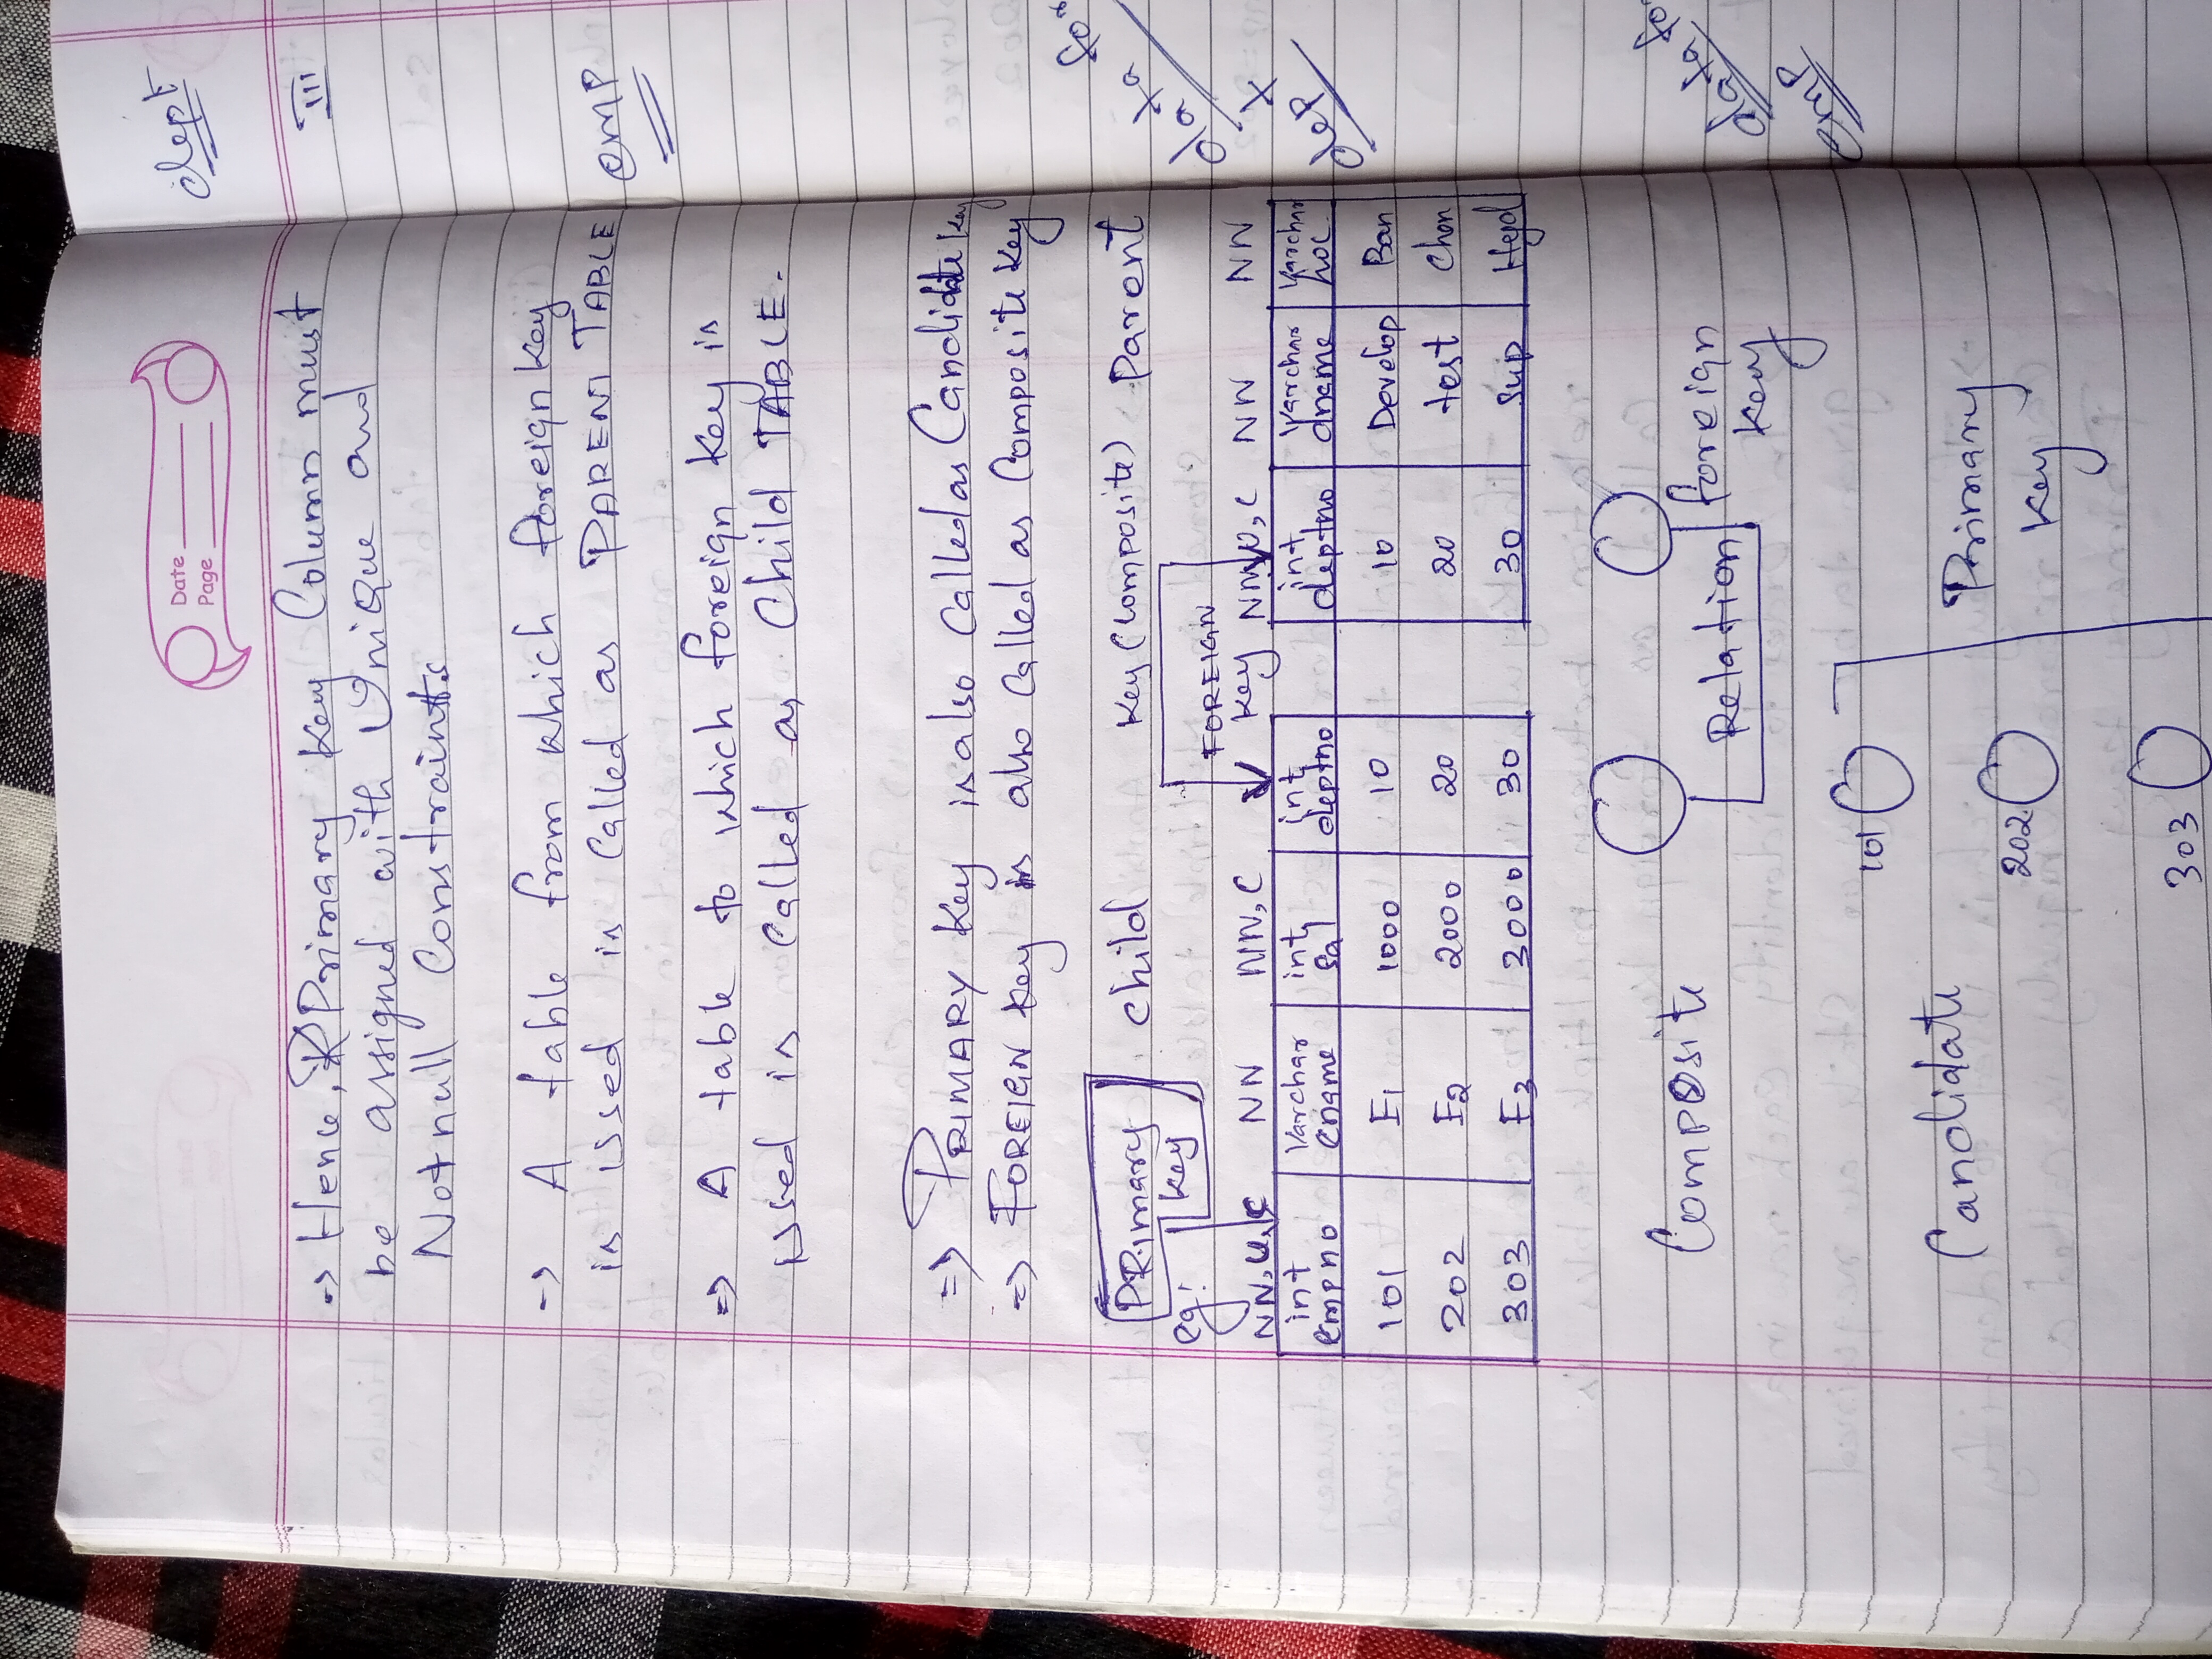 Date
Page
-> Hence, Primary key Column must
be assigned with Unique and
Not null Constraints
-> A table from which foreign key
is issed is called as PARENT TABLE
=> A table to which foreign key is
issed in called as Child TABLE.
=> PRIMARY key is also Called as Candidate key
=> FOREIGN key is also Called as Composite key
PRimary child key (Composite) Parent
eg: key FOREIGN
NN, U, C NN NN, C key NN, U, C NN NN
int Varchar int int int Varchar Varchar
empno ename sal deptno deptno dname loc
101 E1 1000 10 10 Develop Ban
202 E2 2000 20 20 test Chen
303 E3 3000 30 30 Sup Hyd
Composite Relation foreign
key
Candidate Primary
key
101
202
303
dept
III
emp
for
data
dep
X
for
data
emp